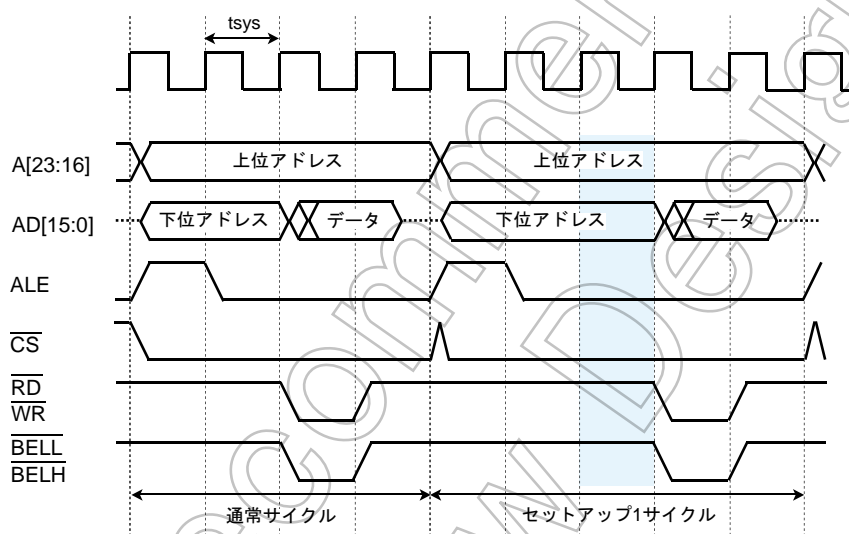 tsys
A[23:16] 上位アドレス 上位アドレス
AD[15:0] 下位アドレス データ 下位アドレス データ
ALE
CS
RD
WR
BELL
BELH
通常サイクル セットアップ1サイクル